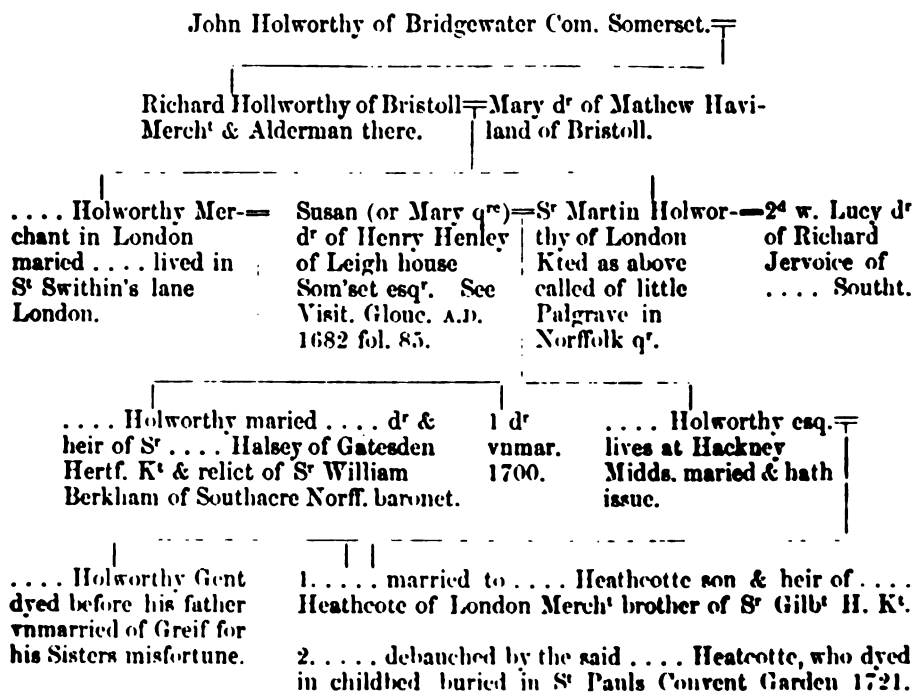 John Holworthy of Bridgewater Com. Somerset.
Richard Hollworthy of Bristoll
Merchᵗ & Alderman there.
Mary dʳ of Mathew Havi-
land of Bristoll.
. . . . Holworthy Mer-
chant in London
maried . . . . lived in
Sᵗ Swithin's lane
London.
Susan (or Mary qʳᵉ)
dʳ of Henry Henley
of Leigh house
Som'set esqʳ. See
Visit. Glouc. A.D.
1682 fol. 85.
Sʳ Martin Holwor-
thy of London
Kted as above
called of little
Palgrave in
Norffolk qʳ.
2ᵈ w. Lucy dʳ
of Richard
Jervoice of
. . . . Southt.
. . . . Holworthy maried . . . . dʳ &
heir of Sʳ . . . . Halsey of Gatesden
Hertf. Kᵗ & relict of Sʳ William
Berkham of Southacre Norff. baronet.
1 dʳ
vnmar.
1700.
. . . . Holworthy esq.
lives at Hackney
Midds. maried & hath
issue.
. . . . Holworthy Gent
dyed before his father
vnmarried of Greif for
his Sisters misfortune.
1. . . . . married to . . . . Heathcotte son & heir of . . . .
Heathcote of London Merchᵗ brother of Sʳ Gilbᵗ H. Kᵗ.
2. . . . . debauched by the said . . . . Heatcotte, who dyed
in childbed buried in Sᵗ Pauls Convent Garden 1721.